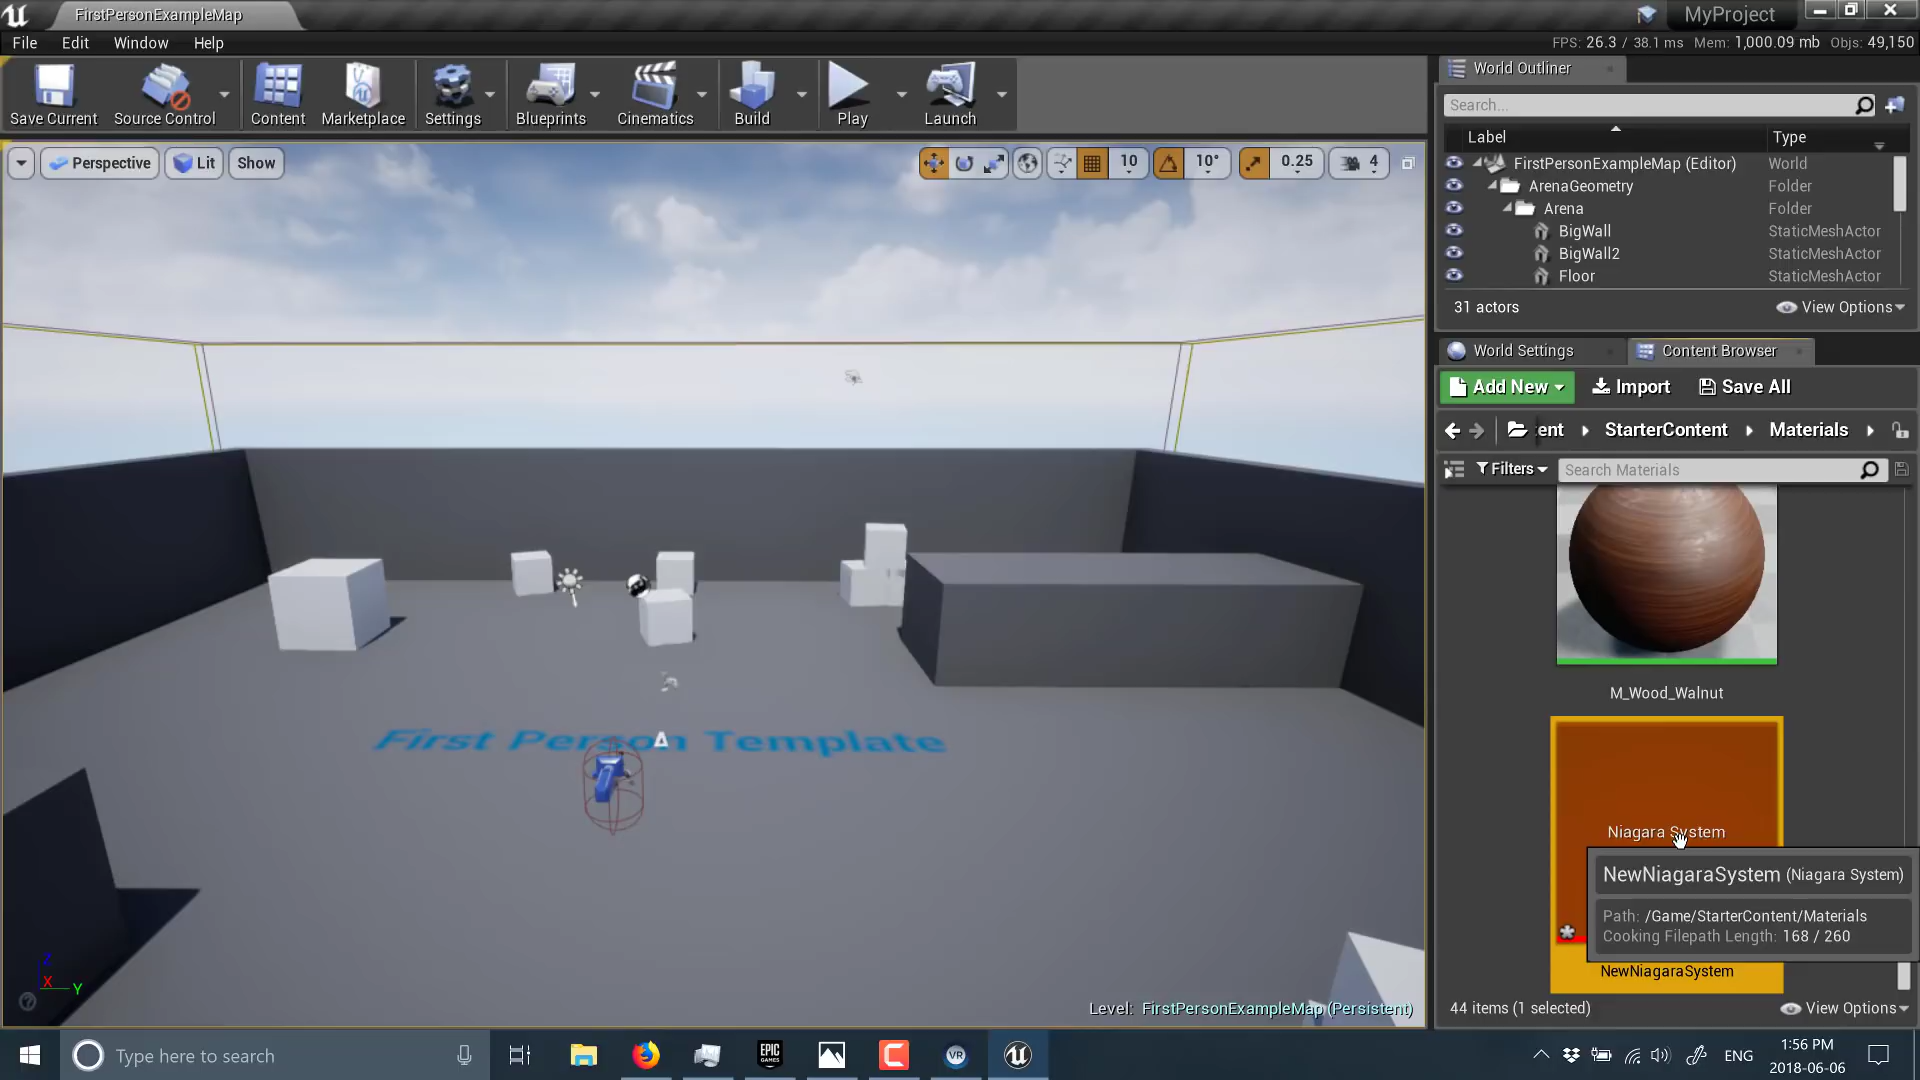 FirstPersonExampleMap
MyProject
File Edit Window Help
FPS: 26.3 / 38.1 ms Mem: 1,000.09 mb Objs: 49,150
Save Current
Source Control
Content
Marketplace
Settings
Blueprints
Cinematics
Build
Play
Launch
Perspective
Lit
Show
10
10°
0.25
4
First Person Template
Z
X
Y
Level: FirstPersonExampleMap (Persistent)
World Outliner
Search...
Label Type
FirstPersonExampleMap (Editor) World
ArenaGeometry Folder
Arena Folder
BigWall StaticMeshActor
BigWall2 StaticMeshActor
Floor StaticMeshActor
31 actors
View Options
World Settings
Content Browser
Add New
Import
Save All
ent StarterContent Materials
Filters
Search Materials
M_Wood_Walnut
Niagara System
NewNiagaraSystem (Niagara System)
Path: /Game/StarterContent/Materials
Cooking Filepath Length: 168 / 260
NewNiagaraSystem
44 items (1 selected)
View Options
Type here to search
EPIC
GAMES
VR
ENG
1:56 PM
2018-06-06